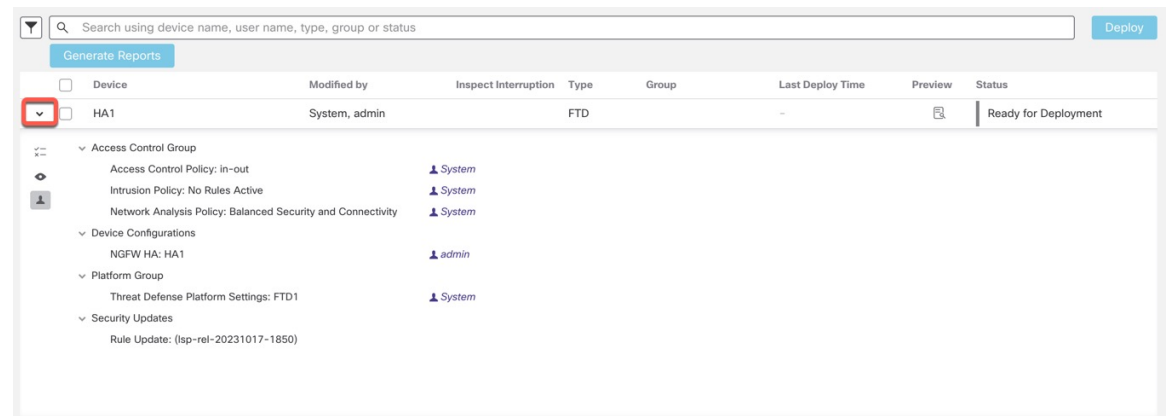 Search using device name, user name, type, group or status
Deploy
Generate Reports
Device Modified by Inspect Interruption Type Group Last Deploy Time Preview Status
HA1 System, admin FTD – Ready for Deployment
Access Control Group
Access Control Policy: in-out System
Intrusion Policy: No Rules Active System
Network Analysis Policy: Balanced Security and Connectivity System
Device Configurations
NGFW HA: HA1 admin
Platform Group
Threat Defense Platform Settings: FTD1 System
Security Updates
Rule Update: (lsp-rel-20231017-1850)